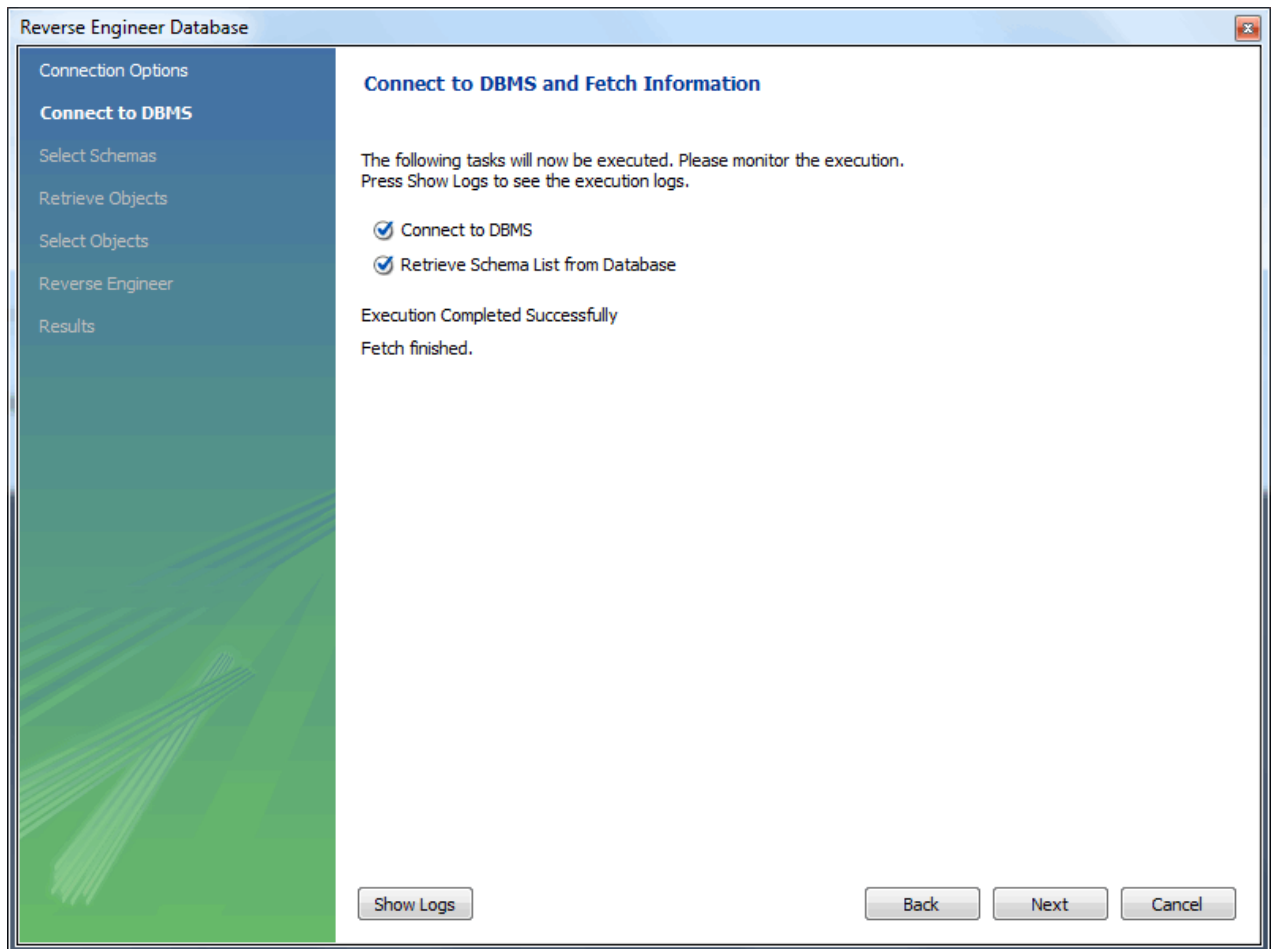 Reverse Engineer Database
Connection Options
Connect to DBMS
Select Schemas
Retrieve Objects
Select Objects
Reverse Engineer
Results
Connect to DBMS and Fetch Information
The following tasks will now be executed. Please monitor the execution.
Press Show Logs to see the execution logs.
Connect to DBMS
Retrieve Schema List from Database
Execution Completed Successfully
Fetch finished.
Show Logs
Back
Next
Cancel